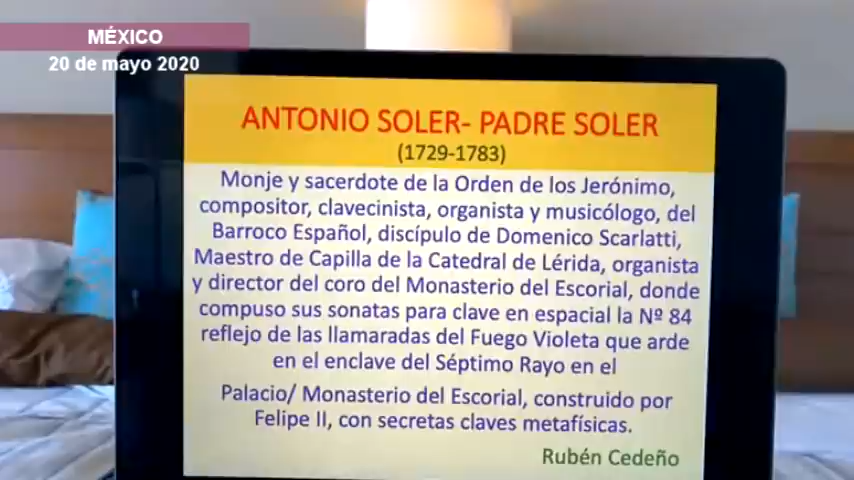 MÉXICO
20 de mayo 2020
ANTONIO SOLER- PADRE SOLER
(1729-1783)
Monje y sacerdote de la Orden de los Jerónimo,
compositor, clavecinista, organista y musicólogo, del
Barroco Español, discípulo de Domenico Scarlatti,
Maestro de Capilla de la Catedral de Lérida, organista
y director del coro del Monasterio del Escorial, donde
compuso sus sonatas para clave en espacial la Nº 84
reflejo de las llamaradas del Fuego Violeta que arde
en el enclave del Séptimo Rayo en el
Palacio/ Monasterio del Escorial, construido por
Felipe II, con secretas claves metafísicas.
Rubén Cedeño